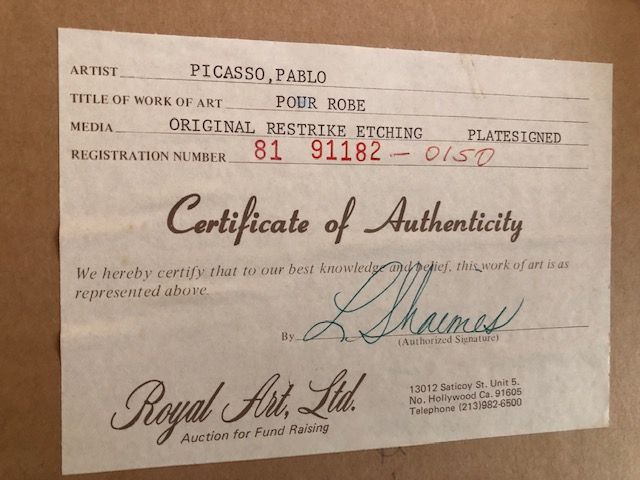 ARTIST PICASSO,PABLO
TITLE OF WORK OF ART POUR ROBE
MEDIA ORIGINAL RESTRIKE ETCHING PLATESIGNED
REGISTRATION NUMBER 81 91182 - 0150
Certificate of Authenticity
We hereby certify that to our best knowledge and belief, this work of art is as
represented above.
By L. Shaemes
(Authorized Signature)
Royal Art, Ltd.
Auction for Fund Raising
13012 Saticoy St. Unit 5.
No. Hollywood Ca. 91605
Telephone (213)982-6500